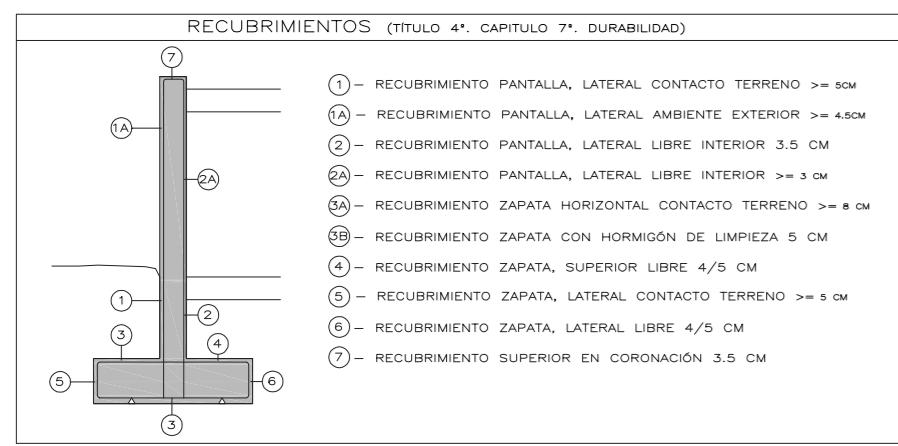 RECUBRIMIENTOS (TÍTULO 4º. CAPITULO 7º. DURABILIDAD)
7
1A
2A
1
2
3
4
5
6
3
1 – RECUBRIMIENTO PANTALLA, LATERAL CONTACTO TERRENO >= 5CM
1A – RECUBRIMIENTO PANTALLA, LATERAL AMBIENTE EXTERIOR >= 4.5CM
2 – RECUBRIMIENTO PANTALLA, LATERAL LIBRE INTERIOR 3.5 CM
2A – RECUBRIMIENTO PANTALLA, LATERAL LIBRE INTERIOR >= 3 CM
3A – RECUBRIMIENTO ZAPATA HORIZONTAL CONTACTO TERRENO >= 8 CM
3B – RECUBRIMIENTO ZAPATA CON HORMIGÓN DE LIMPIEZA 5 CM
4 – RECUBRIMIENTO ZAPATA, SUPERIOR LIBRE 4/5 CM
5 – RECUBRIMIENTO ZAPATA, LATERAL CONTACTO TERRENO >= 5 CM
6 – RECUBRIMIENTO ZAPATA, LATERAL LIBRE 4/5 CM
7 – RECUBRIMIENTO SUPERIOR EN CORONACIÓN 3.5 CM